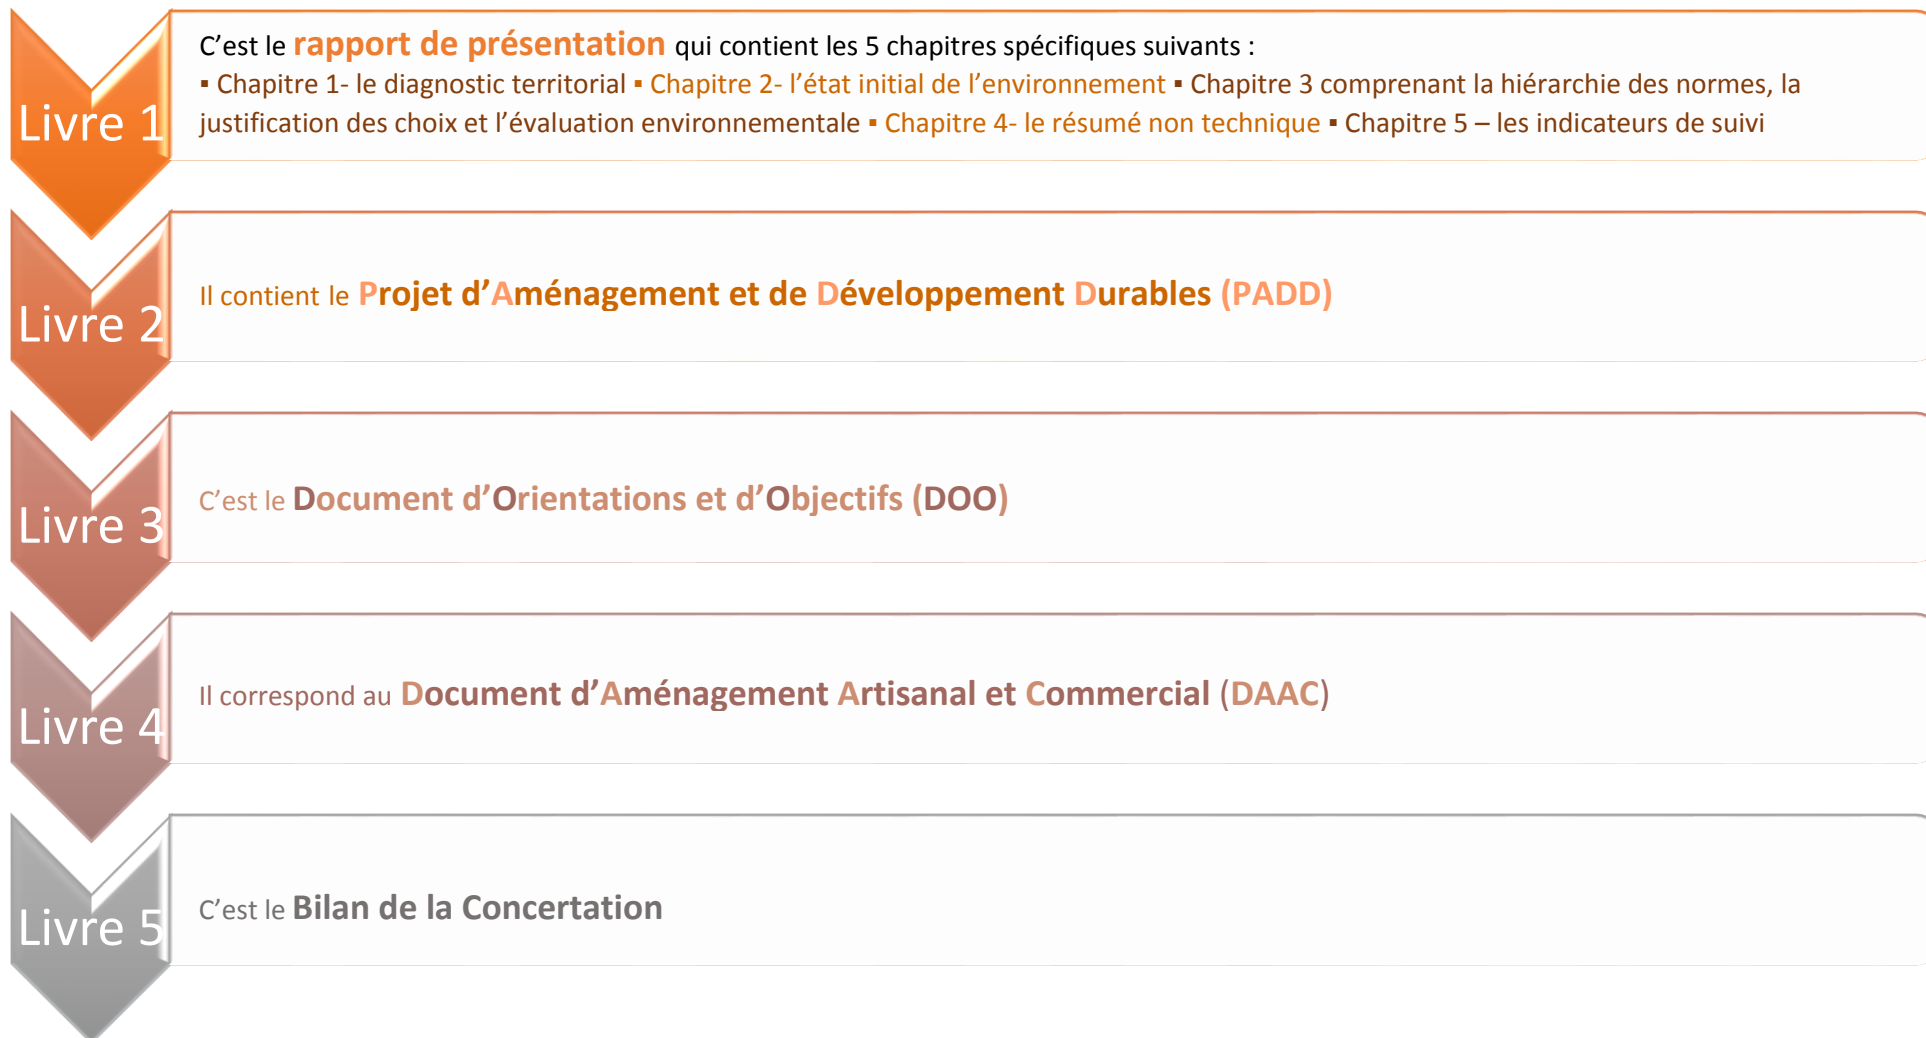 Livre 1
C’est le rapport de présentation qui contient les 5 chapitres spécifiques suivants :
▪ Chapitre 1- le diagnostic territorial ▪ Chapitre 2- l’état initial de l’environnement ▪ Chapitre 3 comprenant la hiérarchie des normes, la
justification des choix et l’évaluation environnementale ▪ Chapitre 4- le résumé non technique ▪ Chapitre 5 – les indicateurs de suivi
Livre 2
Il contient le Projet d’Aménagement et de Développement Durables (PADD)
Livre 3
C’est le Document d’Orientations et d’Objectifs (DOO)
Livre 4
Il correspond au Document d’Aménagement Artisanal et Commercial (DAAC)
Livre 5
C’est le Bilan de la Concertation